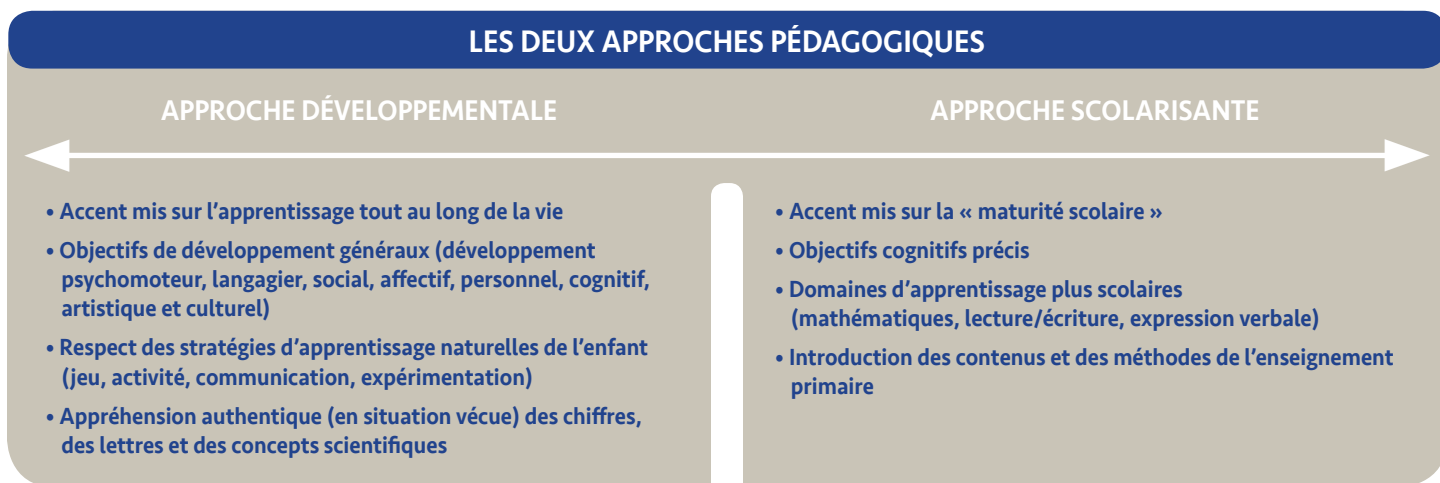 LES DEUX APPROCHES PÉDAGOGIQUES
APPROCHE DÉVELOPPEMENTALE
• Accent mis sur l’apprentissage tout au long de la vie
• Objectifs de développement généraux (développement
psychomoteur, langagier, social, affectif, personnel, cognitif,
artistique et culturel)
• Respect des stratégies d’apprentissage naturelles de l’enfant
(jeu, activité, communication, expérimentation)
• Appréhension authentique (en situation vécue) des chiffres,
des lettres et des concepts scientifiques
APPROCHE SCOLARISANTE
• Accent mis sur la « maturité scolaire »
• Objectifs cognitifs précis
• Domaines d’apprentissage plus scolaires
(mathématiques, lecture/écriture, expression verbale)
• Introduction des contenus et des méthodes de l’enseignement
primaire